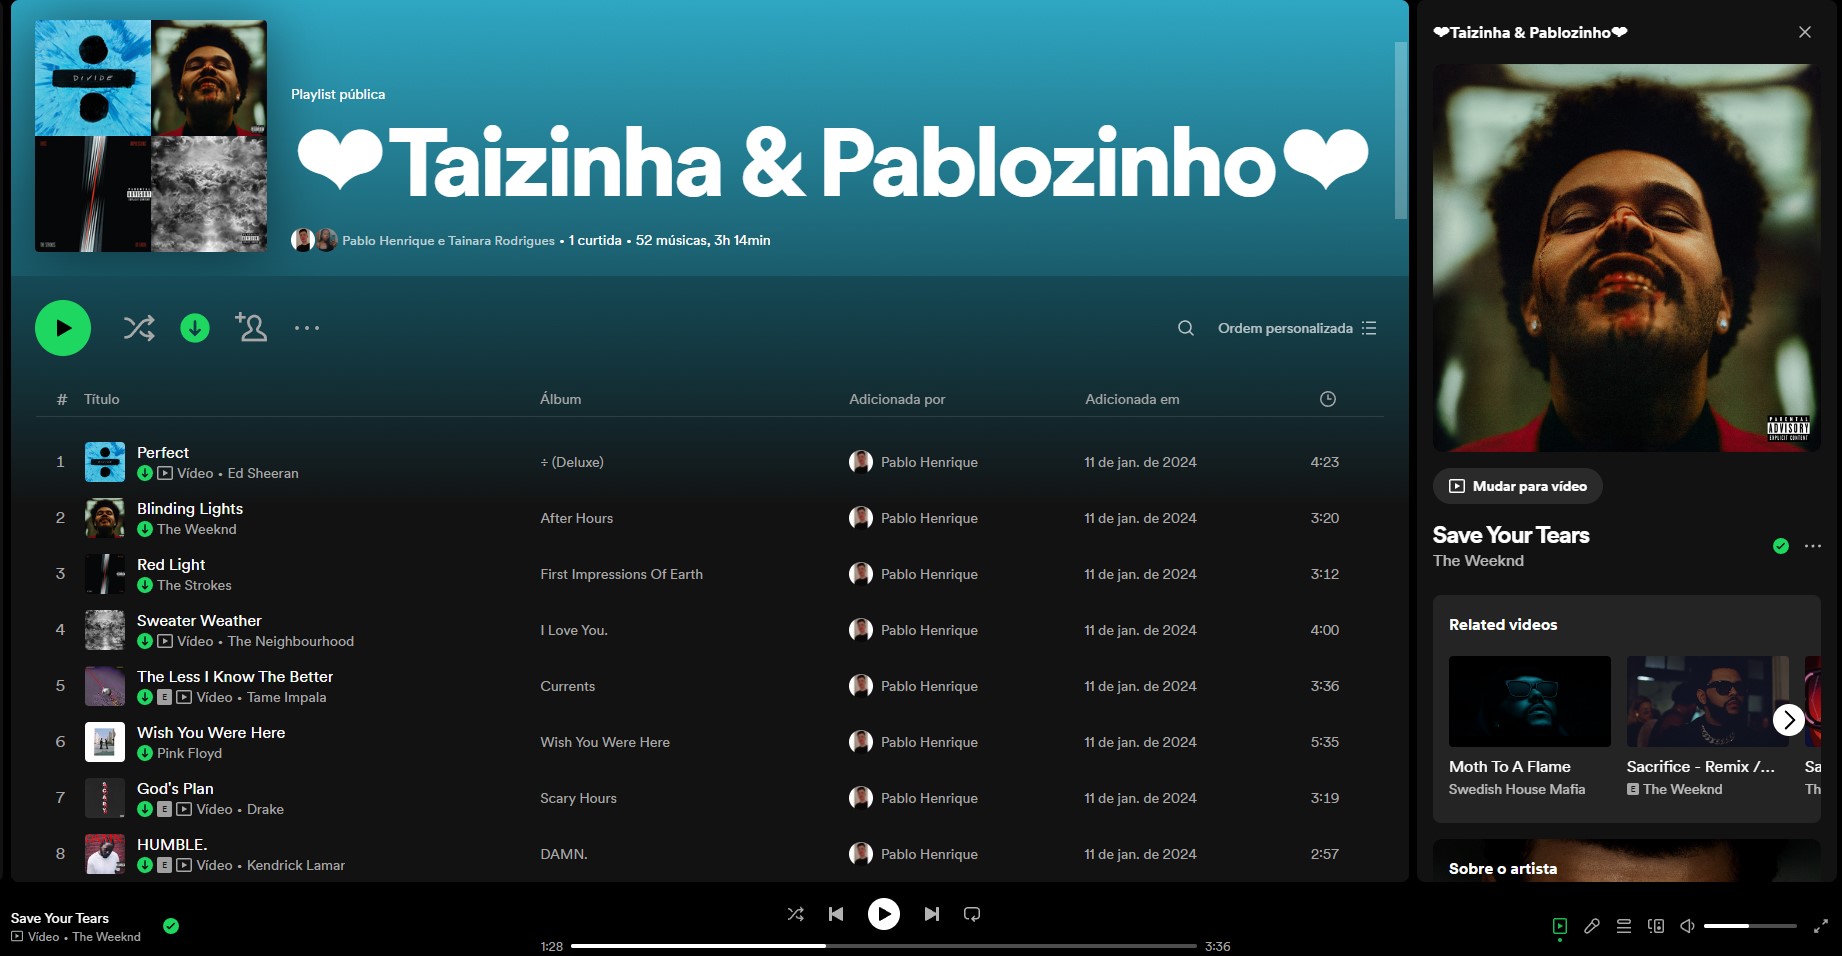 DIVIDE
Playlist pública
❤Taizinha & Pablozinho❤
Pablo Henrique e Tainara Rodrigues • 1 curtida • 52 músicas, 3h 14min
Ordem personalizada
# Título Álbum Adicionada por Adicionada em
1 Perfect ÷ (Deluxe) Pablo Henrique 11 de jan. de 2024 4:23
Vídeo • Ed Sheeran
2 Blinding Lights After Hours Pablo Henrique 11 de jan. de 2024 3:20
The Weeknd
3 Red Light First Impressions Of Earth Pablo Henrique 11 de jan. de 2024 3:12
The Strokes
4 Sweater Weather I Love You. Pablo Henrique 11 de jan. de 2024 4:00
Vídeo • The Neighbourhood
5 The Less I Know The Better Currents Pablo Henrique 11 de jan. de 2024 3:36
E Vídeo • Tame Impala
6 Wish You Were Here Wish You Were Here Pablo Henrique 11 de jan. de 2024 5:35
Pink Floyd
7 God's Plan Scary Hours Pablo Henrique 11 de jan. de 2024 3:19
E Vídeo • Drake
8 HUMBLE. DAMN. Pablo Henrique 11 de jan. de 2024 2:57
E Vídeo • Kendrick Lamar
❤Taizinha & Pablozinho❤
PARENTAL
ADVISORY
EXPLICIT CONTENT
Mudar para vídeo
Save Your Tears
The Weeknd
Related videos
Moth To A Flame
Swedish House Mafia
Sacrifice - Remix /...
E The Weeknd
Sa
Th
Sobre o artista
Save Your Tears
Vídeo • The Weeknd
1:28
3:36